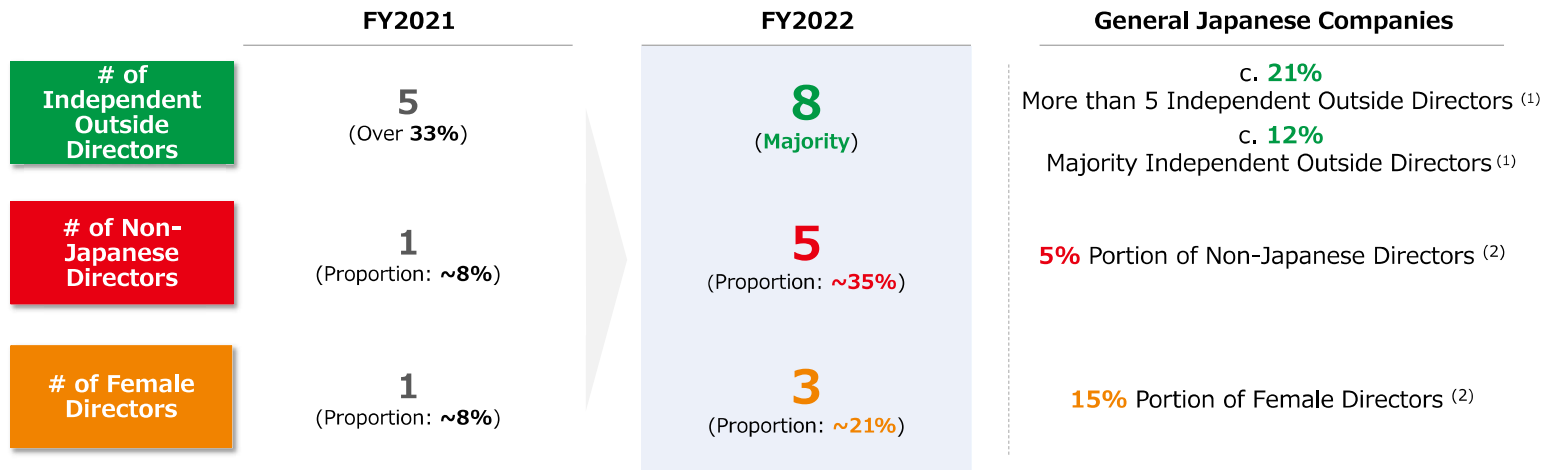 FY2021
FY2022
General Japanese Companies
# of
Independent
Outside
Directors
5
(Over 33%)
8
(Majority)
c. 21%
More than 5 Independent Outside Directors (1)
c. 12%
Majority Independent Outside Directors (1)
# of Non-
Japanese
Directors
1
(Proportion: ~8%)
5
(Proportion: ~35%)
5% Portion of Non-Japanese Directors (2)
# of Female
Directors
1
(Proportion: ~8%)
3
(Proportion: ~21%)
15% Portion of Female Directors (2)